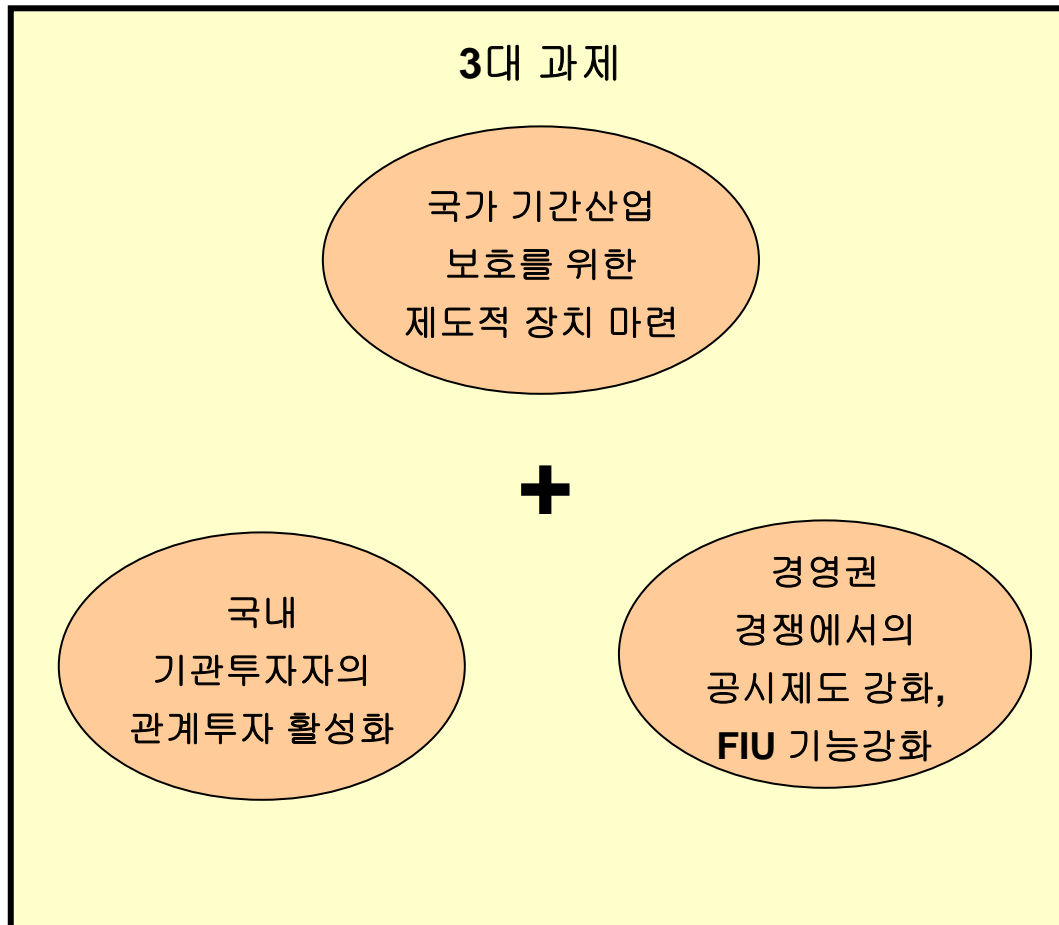 3대 과제
국가 기간산업
보호를 위한
제도적 장치 마련
+
국내
기관투자자의
관계투자 활성화
경영권
경쟁에서의
공시제도 강화,
FIU 기능강화